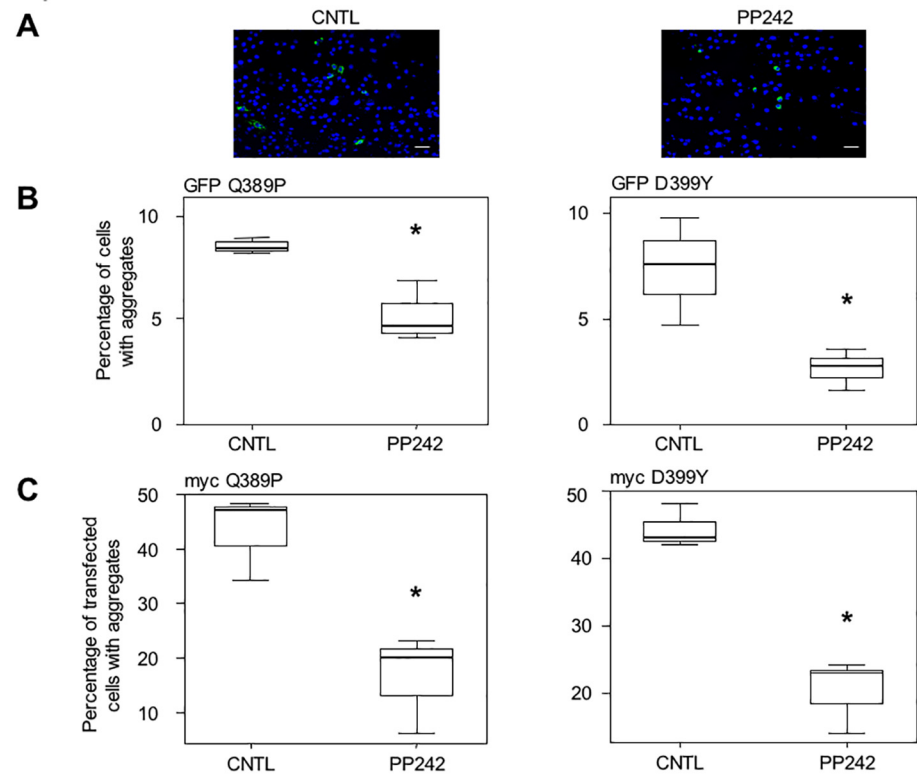 A
CNTL
PP242
B
GFP Q389P
GFP D399Y
Percentage of cells
with aggregates
10
5
0
CNTL
PP242
10
5
0
CNTL
PP242
*
*
C
myc Q389P
myc D399Y
Percentage of transfected
cells with aggregates
50
40
30
20
10
CNTL
PP242
50
40
30
20
CNTL
PP242
*
*